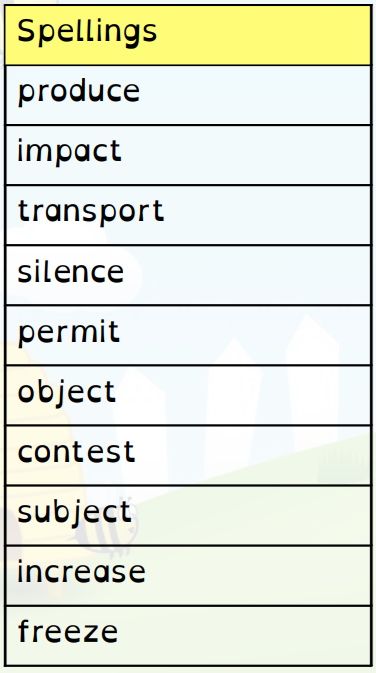 Spellings
produce
impact
transport
silence
permit
object
contest
subject
increase
freeze